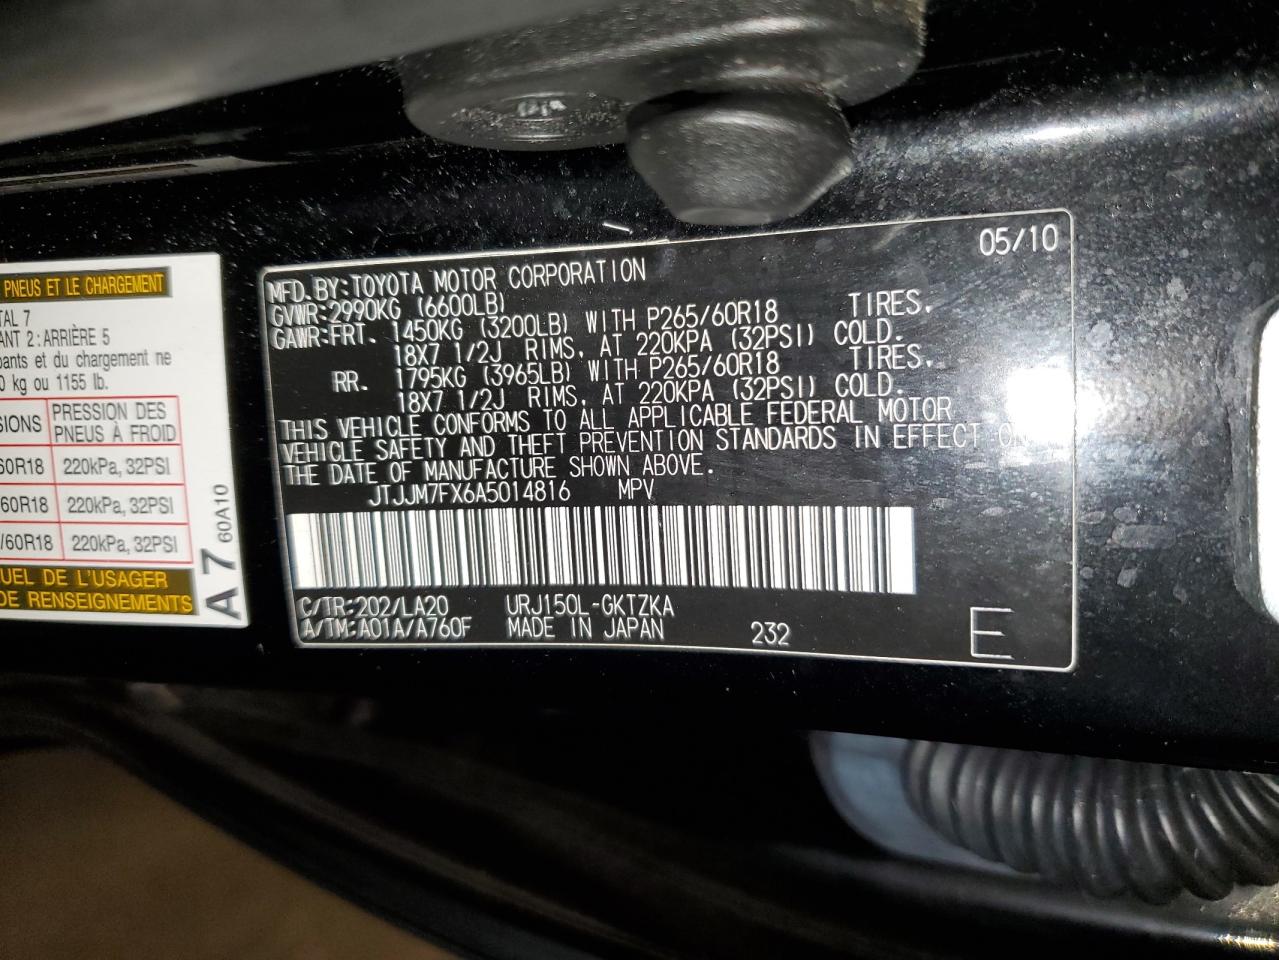 PNEUS ET LE CHARGEMENT
TAL 7
ANT 2 : ARRIÈRE 5
pants et du chargement ne
0 kg ou 1155 lb.
SIONS PRESSION DES
PNEUS À FROID
60R18 220kPa, 32PSI
/60R18 220kPa, 32PSI
/60R18 220kPa, 32PSI
UEL DE L'USAGER
DE RENSEIGNEMENTS
A7 60A10
05/10
MFD. BY: TOYOTA MOTOR CORPORATION
GVWR: 2990KG (6600LB)
GAWR: FRT. 1450KG (3200LB) WITH P265/60R18 TIRES,
18X7 1/2J RIMS, AT 220KPA (32PSI) COLD.
RR. 1795KG (3965LB) WITH P265/60R18 TIRES,
18X7 1/2J RIMS, AT 220KPA (32PSI) COLD.
THIS VEHICLE CONFORMS TO ALL APPLICABLE FEDERAL MOTOR
VEHICLE SAFETY AND THEFT PREVENTION STANDARDS IN EFFECT ON
THE DATE OF MANUFACTURE SHOWN ABOVE.
JTJJM7FX6A5014816 MPV
C/TR: 202/LA20 URJ150L-GKTZKA
A/TM: A01A/A760F MADE IN JAPAN 232 E